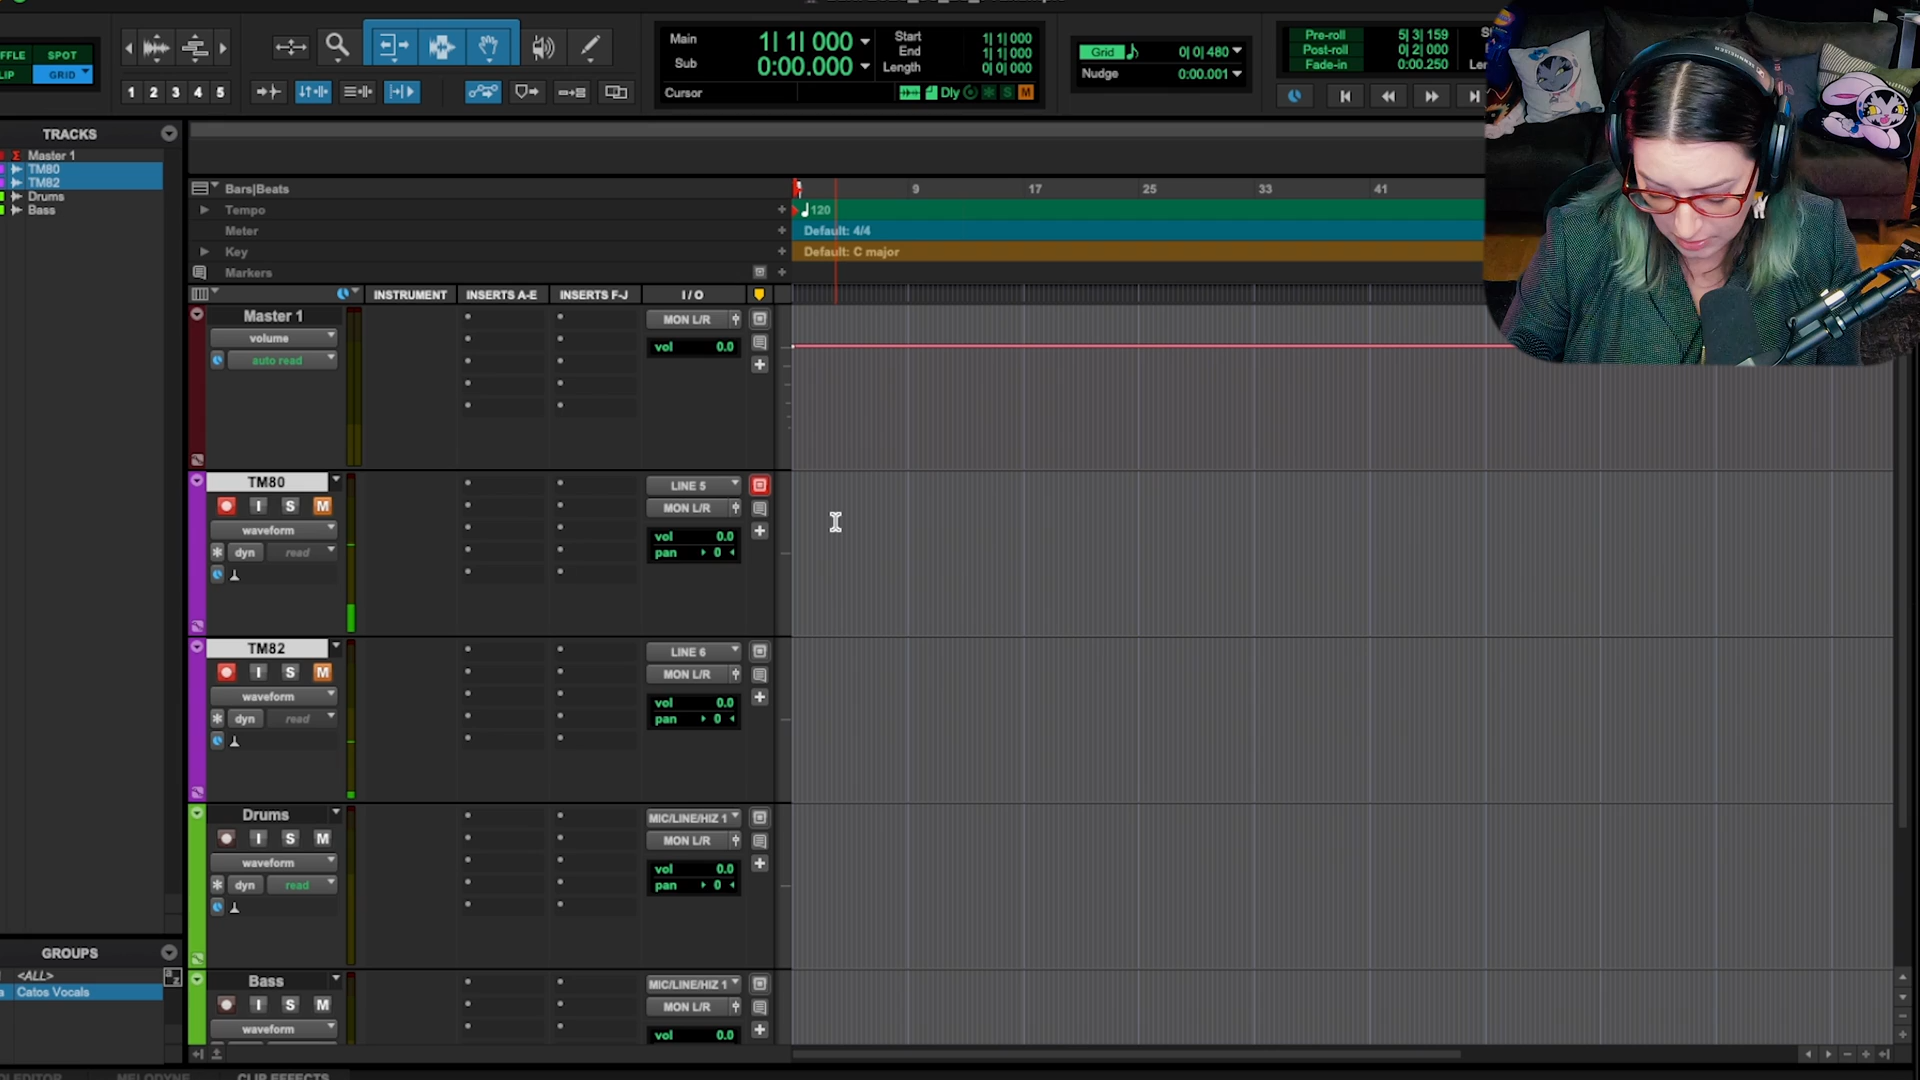 FFLE SPOT
LIP GRID
1 2 3 4 5
Main 1| 1| 000
Sub 0:00.000
Start 1| 1| 000
End 1| 1| 000
Length 0| 0| 000
Cursor
Dly S M
Grid 0| 0| 480
Nudge 0:00.001
Pre-roll 5| 3| 159
Post-roll 0| 2| 000
Fade-in 0:00.250
TRACKS
Master 1
TM80
TM82
Drums
Bass
Bars|Beats
9 17 25 33 41
Tempo
120
Meter
Default: 4/4
Key
Default: C major
Markers
INSTRUMENT INSERTS A-E INSERTS F-J I / O
Master 1
volume
auto read
MON L/R
vol 0.0
TM80
I S M
waveform
dyn read
LINE 5
MON L/R
vol 0.0
pan 0
TM82
I S M
waveform
dyn read
LINE 6
MON L/R
vol 0.0
pan 0
Drums
I S M
waveform
dyn read
MIC/LINE/HIZ 1
MON L/R
vol 0.0
pan 0
Bass
I S M
waveform
MIC/LINE/HIZ 1
MON L/R
vol 0.0
GROUPS
<ALL>
a Catos Vocals
MELODYNE
CLIP EFFECTS
SENNHEISER